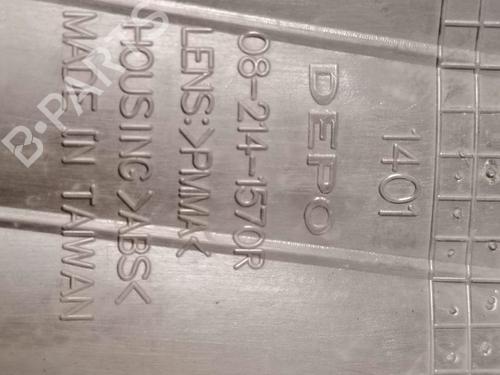 1401
DEPO
08-214-1570R
LENS:>PMMA<
HOUSING>ABS<
MADE IN TAIWAN
B-PARTS